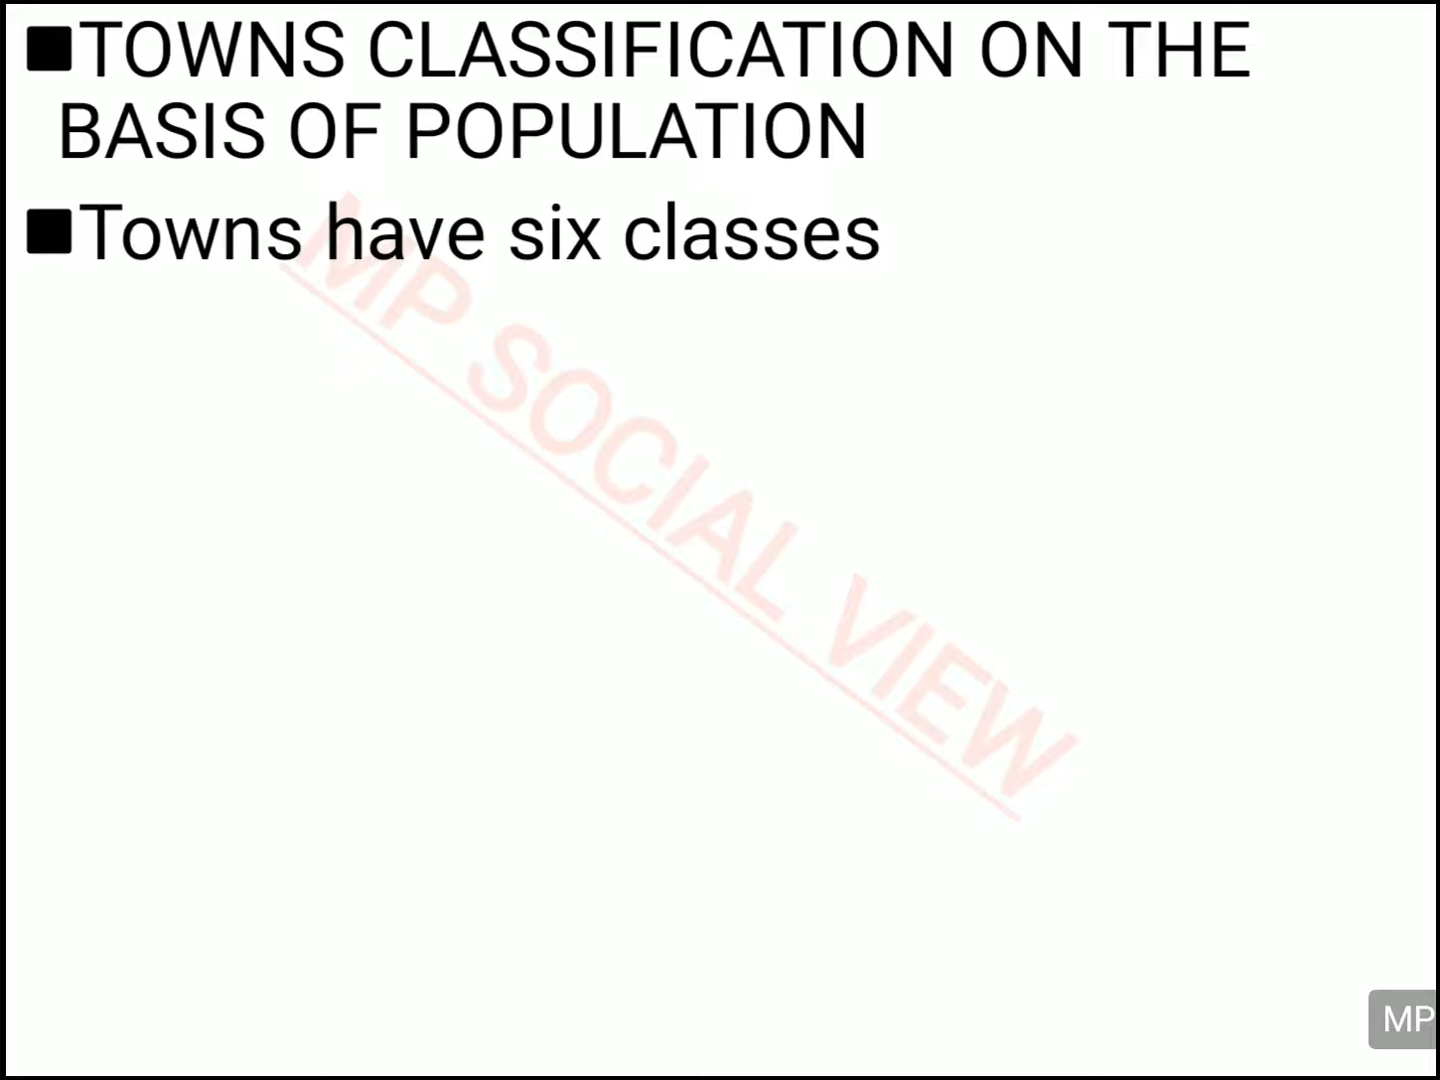 ■TOWNS CLASSIFICATION ON THE
BASIS OF POPULATION
■Towns have six classes
MP SOCIAL VIEW
MP